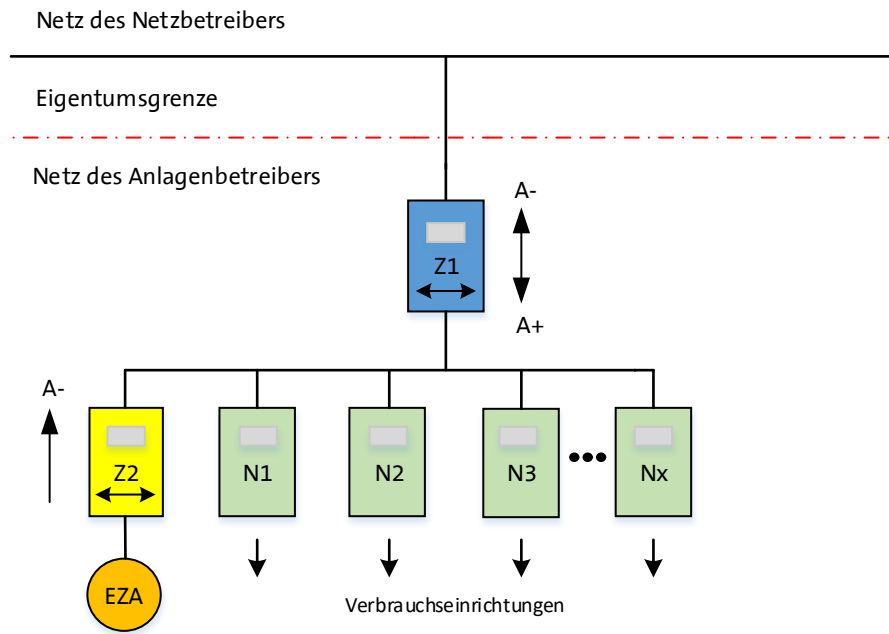 Netz des Netzbetreibers
Eigentumsgrenze
Netz des Anlagenbetreibers
A-
Z1
A+
A-
Z2
N1
N2
N3
Nx
EZA
Verbrauchseinrichtungen